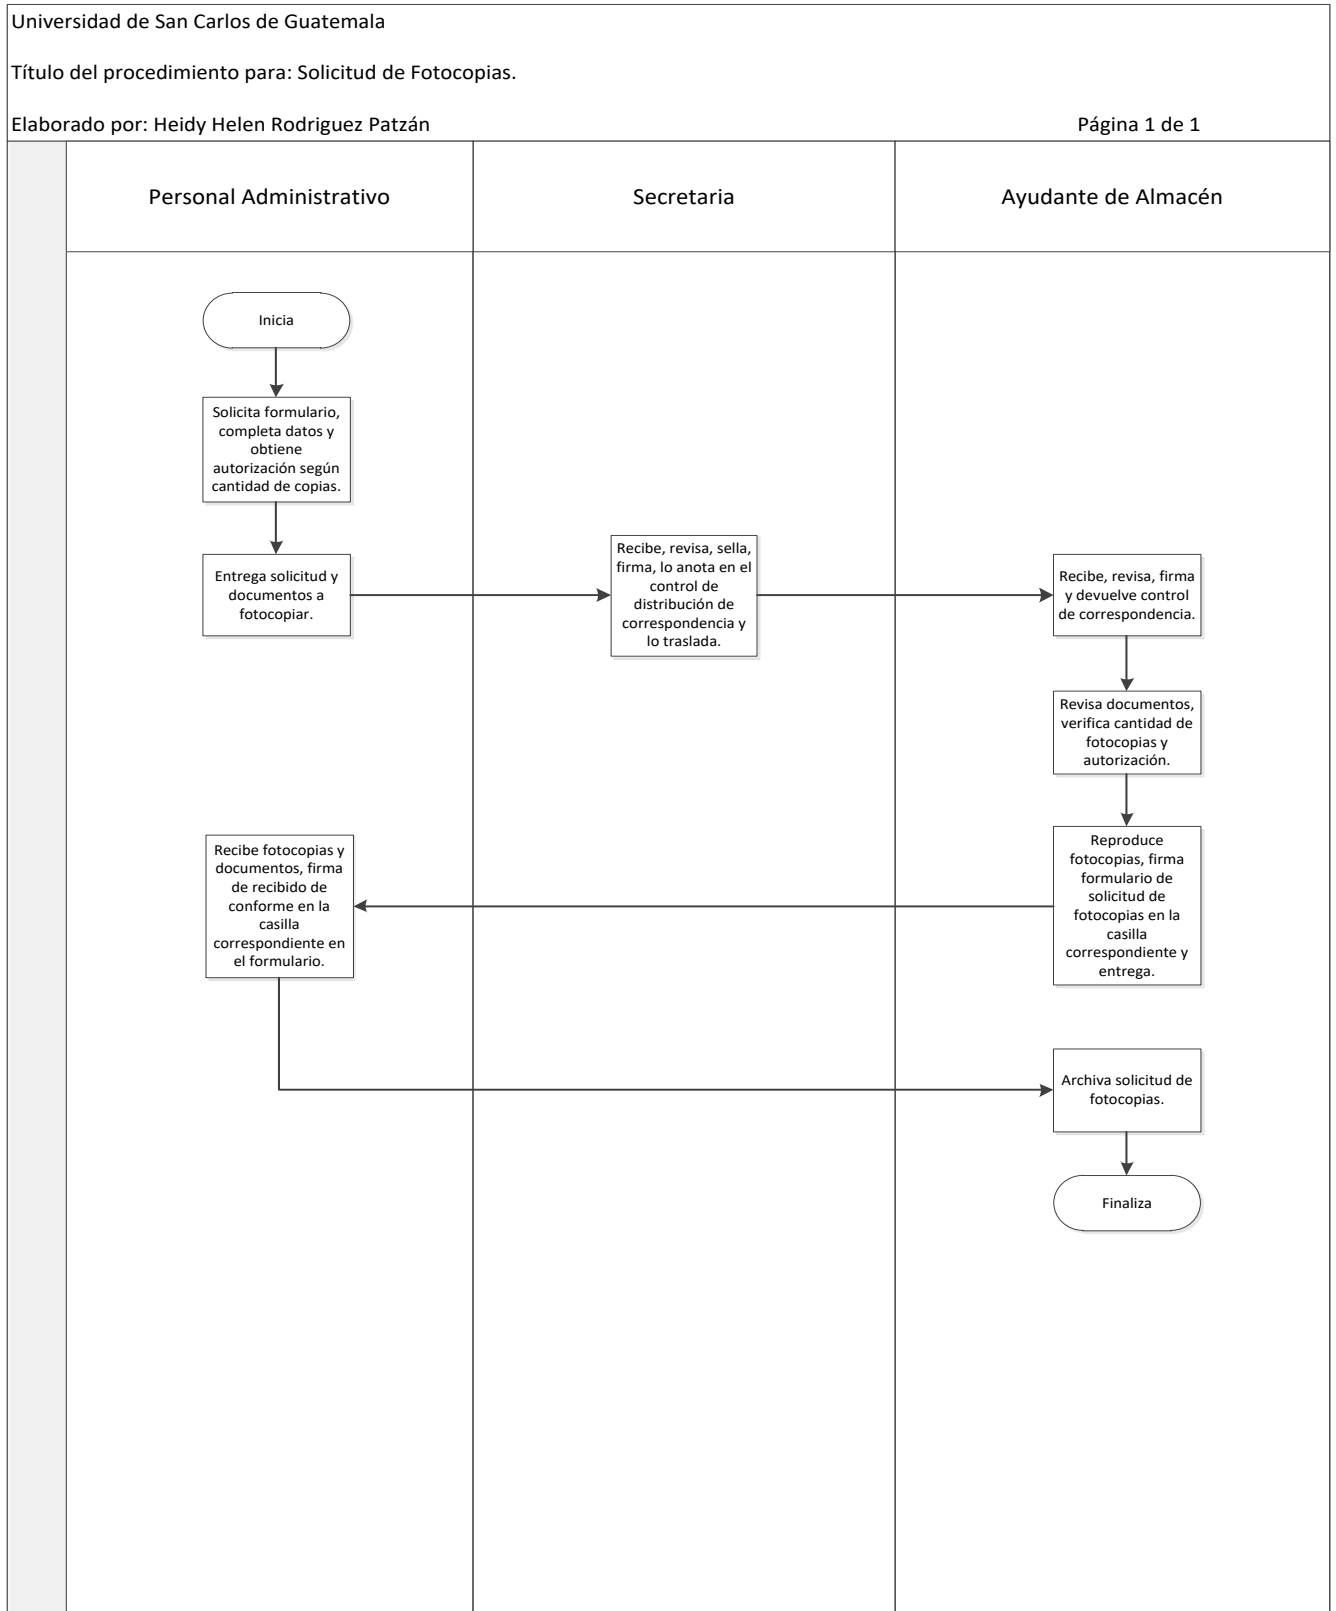 Universidad de San Carlos de Guatemala
Título del procedimiento para: Solicitud de Fotocopias.
Elaborado por: Heidy Helen Rodriguez Patzán
Página 1 de 1
Personal Administrativo
Secretaria
Ayudante de Almacén
Inicia
Solicita formulario,
completa datos y
obtiene
autorización según
cantidad de copias.
Entrega solicitud y
documentos a
fotocopiar.
Recibe, revisa, sella,
firma, lo anota en el
control de
distribución de
correspondencia y
lo traslada.
Recibe, revisa, firma
y devuelve control
de correspondencia.
Revisa documentos,
verifica cantidad de
fotocopias y
autorización.
Reproduce
fotocopias, firma
formulario de
solicitud de
fotocopias en la
casilla
correspondiente y
entrega.
Recibe fotocopias y
documentos, firma
de recibido de
conforme en la
casilla
correspondiente en
el formulario.
Archiva solicitud de
fotocopias.
Finaliza